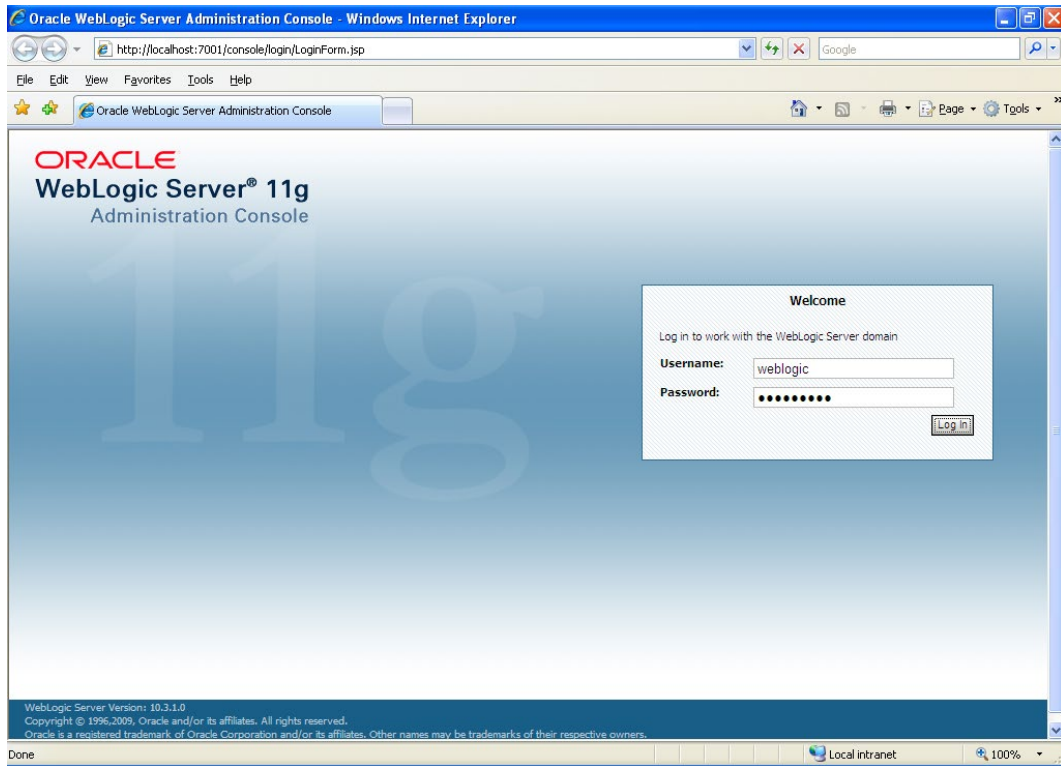 Oracle WebLogic Server Administration Console - Windows Internet Explorer
http://localhost:7001/console/login/LoginForm.jsp
Google
File Edit View Favorites Tools Help
Oracle WebLogic Server Administration Console
Page Tools
ORACLE
WebLogic Server® 11g
Administration Console
11g
Welcome
Log in to work with the WebLogic Server domain
Username: weblogic
Password: •••••••••
Log In
WebLogic Server Version: 10.3.1.0
Copyright © 1996,2009, Oracle and/or its affiliates. All rights reserved.
Oracle is a registered trademark of Oracle Corporation and/or its affiliates. Other names may be trademarks of their respective owners.
Done Local intranet 100%